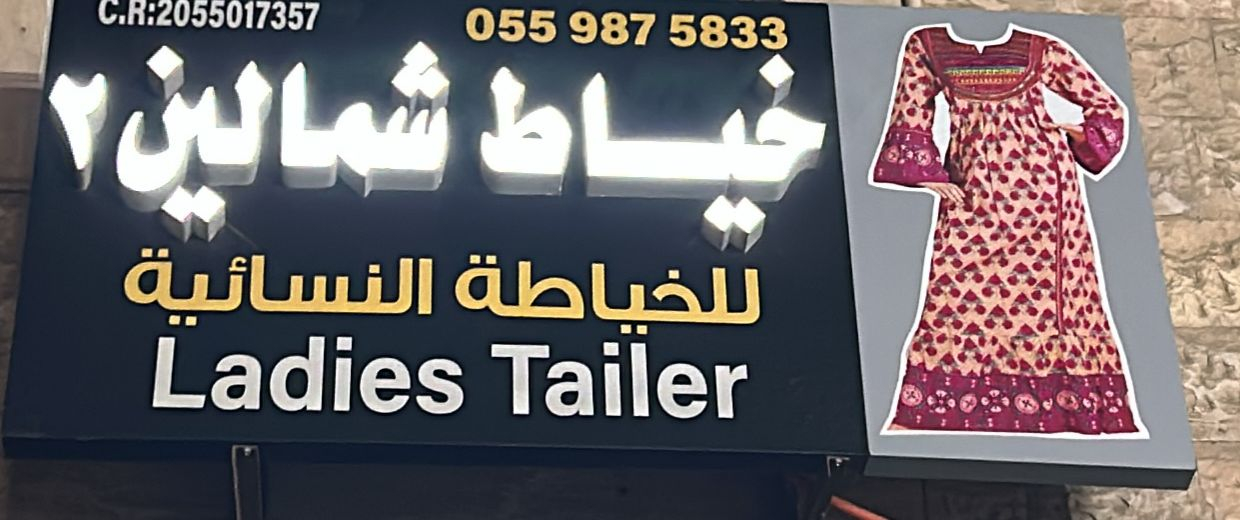 C.R:2055017357
055 987 5833
خياط شمالين ٢
للخياطة النسائية
Ladies Tailer